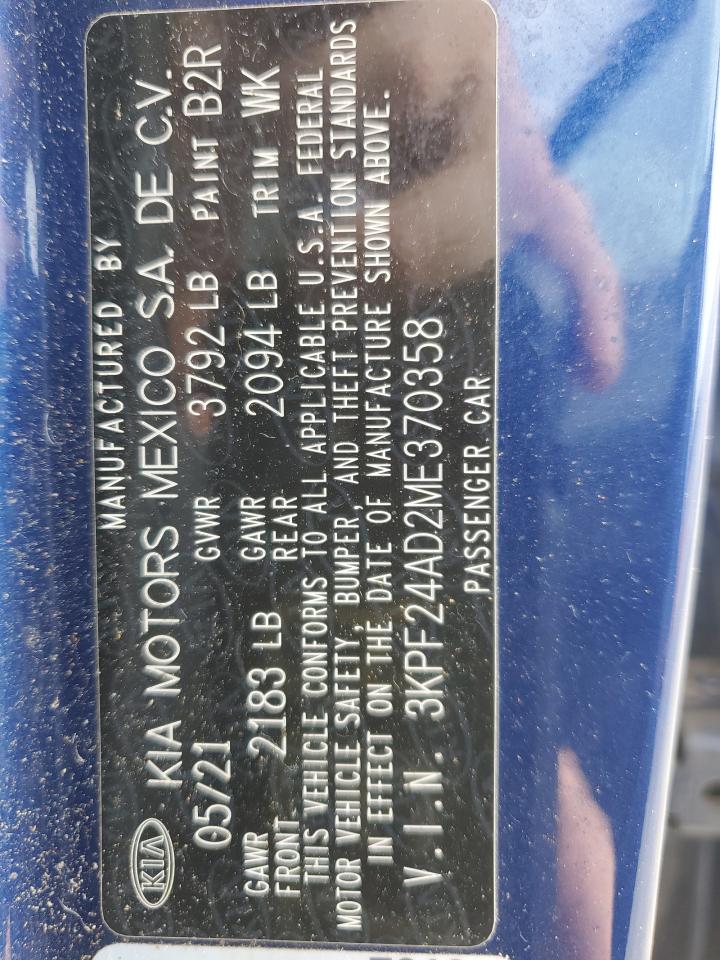 MANUFACTURED BY
KIA KIA MOTORS MEXICO S.A. DE C.V.
05/21 GVWR 3792 LB PAINT B2R
GAWR FRONT 2183 LB GAWR REAR 2094 LB TRIM WK
THIS VEHICLE CONFORMS TO ALL APPLICABLE U.S.A. FEDERAL
MOTOR VEHICLE SAFETY, BUMPER, AND THEFT PREVENTION STANDARDS
IN EFFECT ON THE DATE OF MANUFACTURE SHOWN ABOVE.
V.I.N. 3KPF24AD2ME370358
PASSENGER CAR